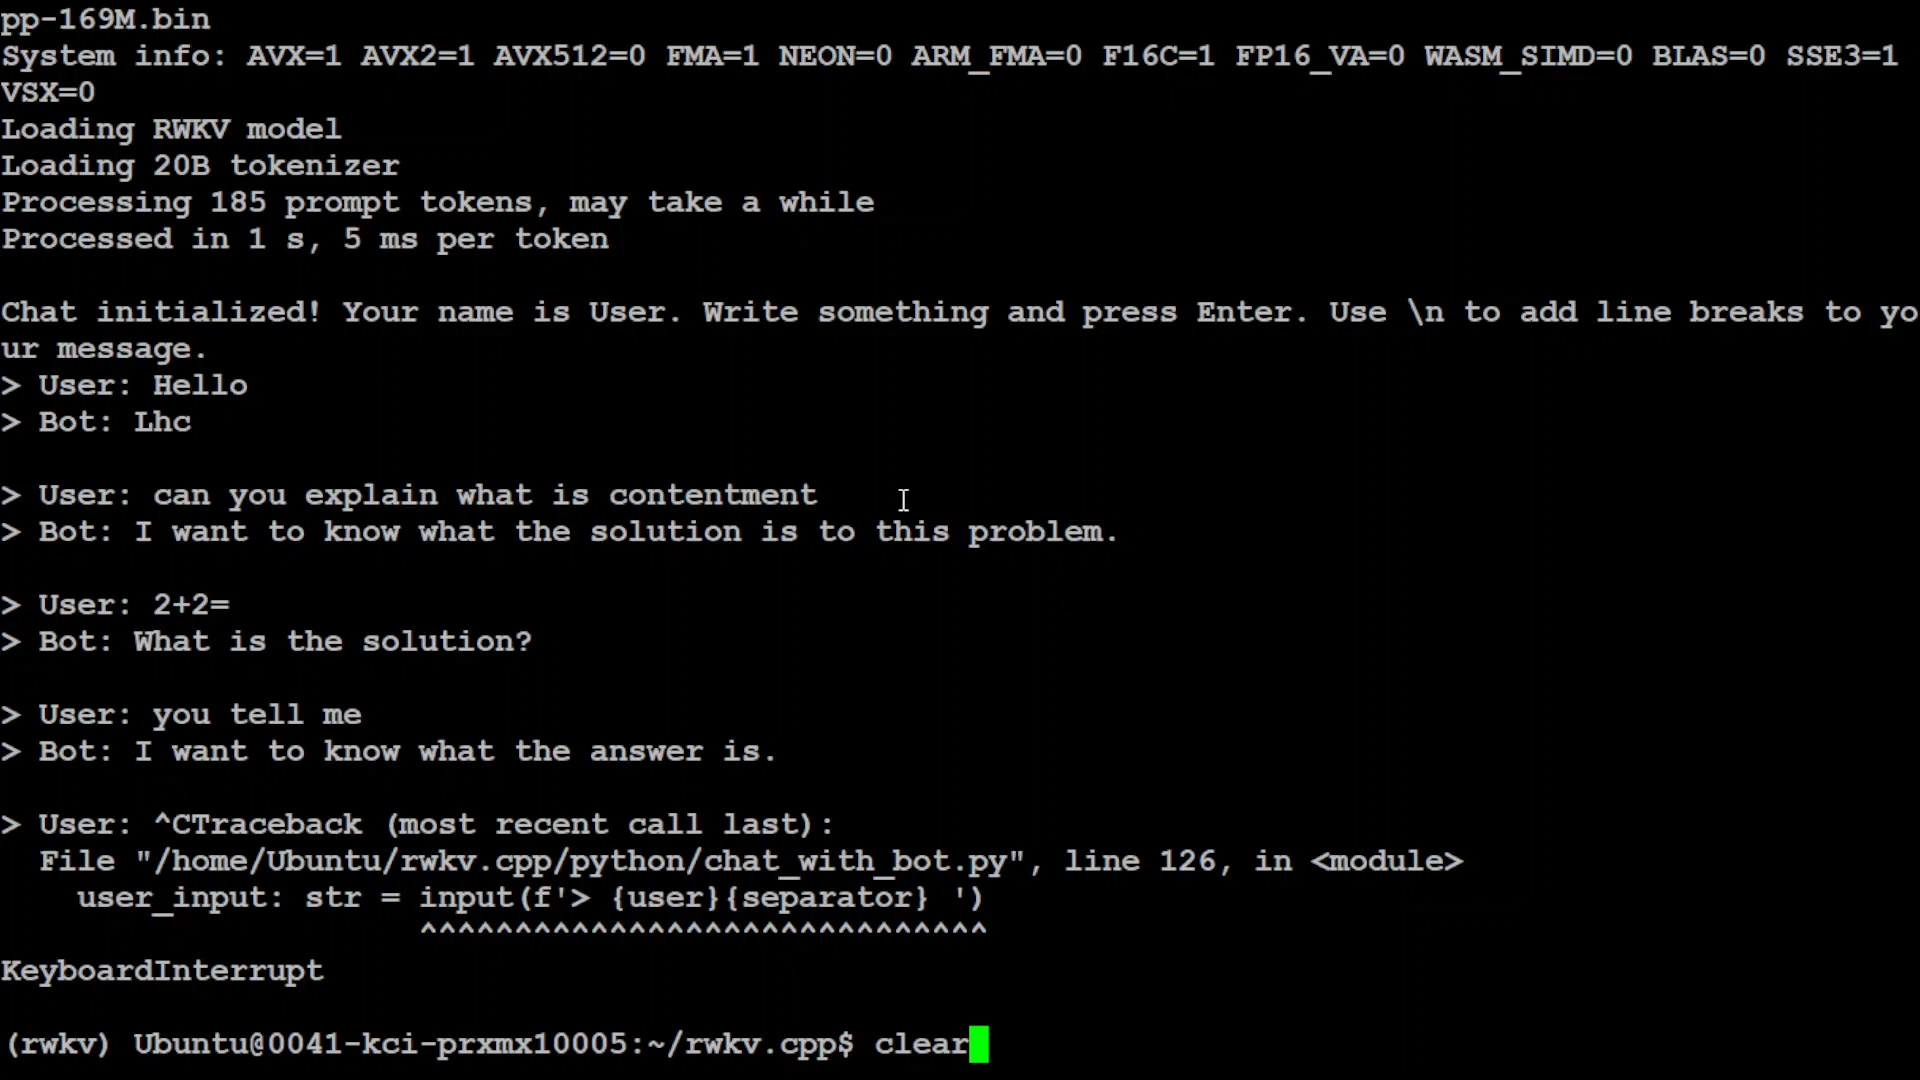 pp-169M.bin
System info: AVX=1 AVX2=1 AVX512=0 FMA=1 NEON=0 ARM_FMA=0 F16C=1 FP16_VA=0 WASM_SIMD=0 BLAS=0 SSE3=1
VSX=0
Loading RWKV model
Loading 20B tokenizer
Processing 185 prompt tokens, may take a while
Processed in 1 s, 5 ms per token
Chat initialized! Your name is User. Write something and press Enter. Use \n to add line breaks to yo
ur message.
> User: Hello
> Bot: Lhc
> User: can you explain what is contentment
> Bot: I want to know what the solution is to this problem.
> User: 2+2=
> Bot: What is the solution?
> User: you tell me
> Bot: I want to know what the answer is.
> User: ^CTraceback (most recent call last):
  File "/home/Ubuntu/rwkv.cpp/python/chat_with_bot.py", line 126, in <module>
    user_input: str = input(f'> {user}{separator} ')
                      ^^^^^^^^^^^^^^^^^^^^^^^^^^^^^^
KeyboardInterrupt
(rwkv) Ubuntu@0041-kci-prxmx10005:~/rwkv.cpp$ clear